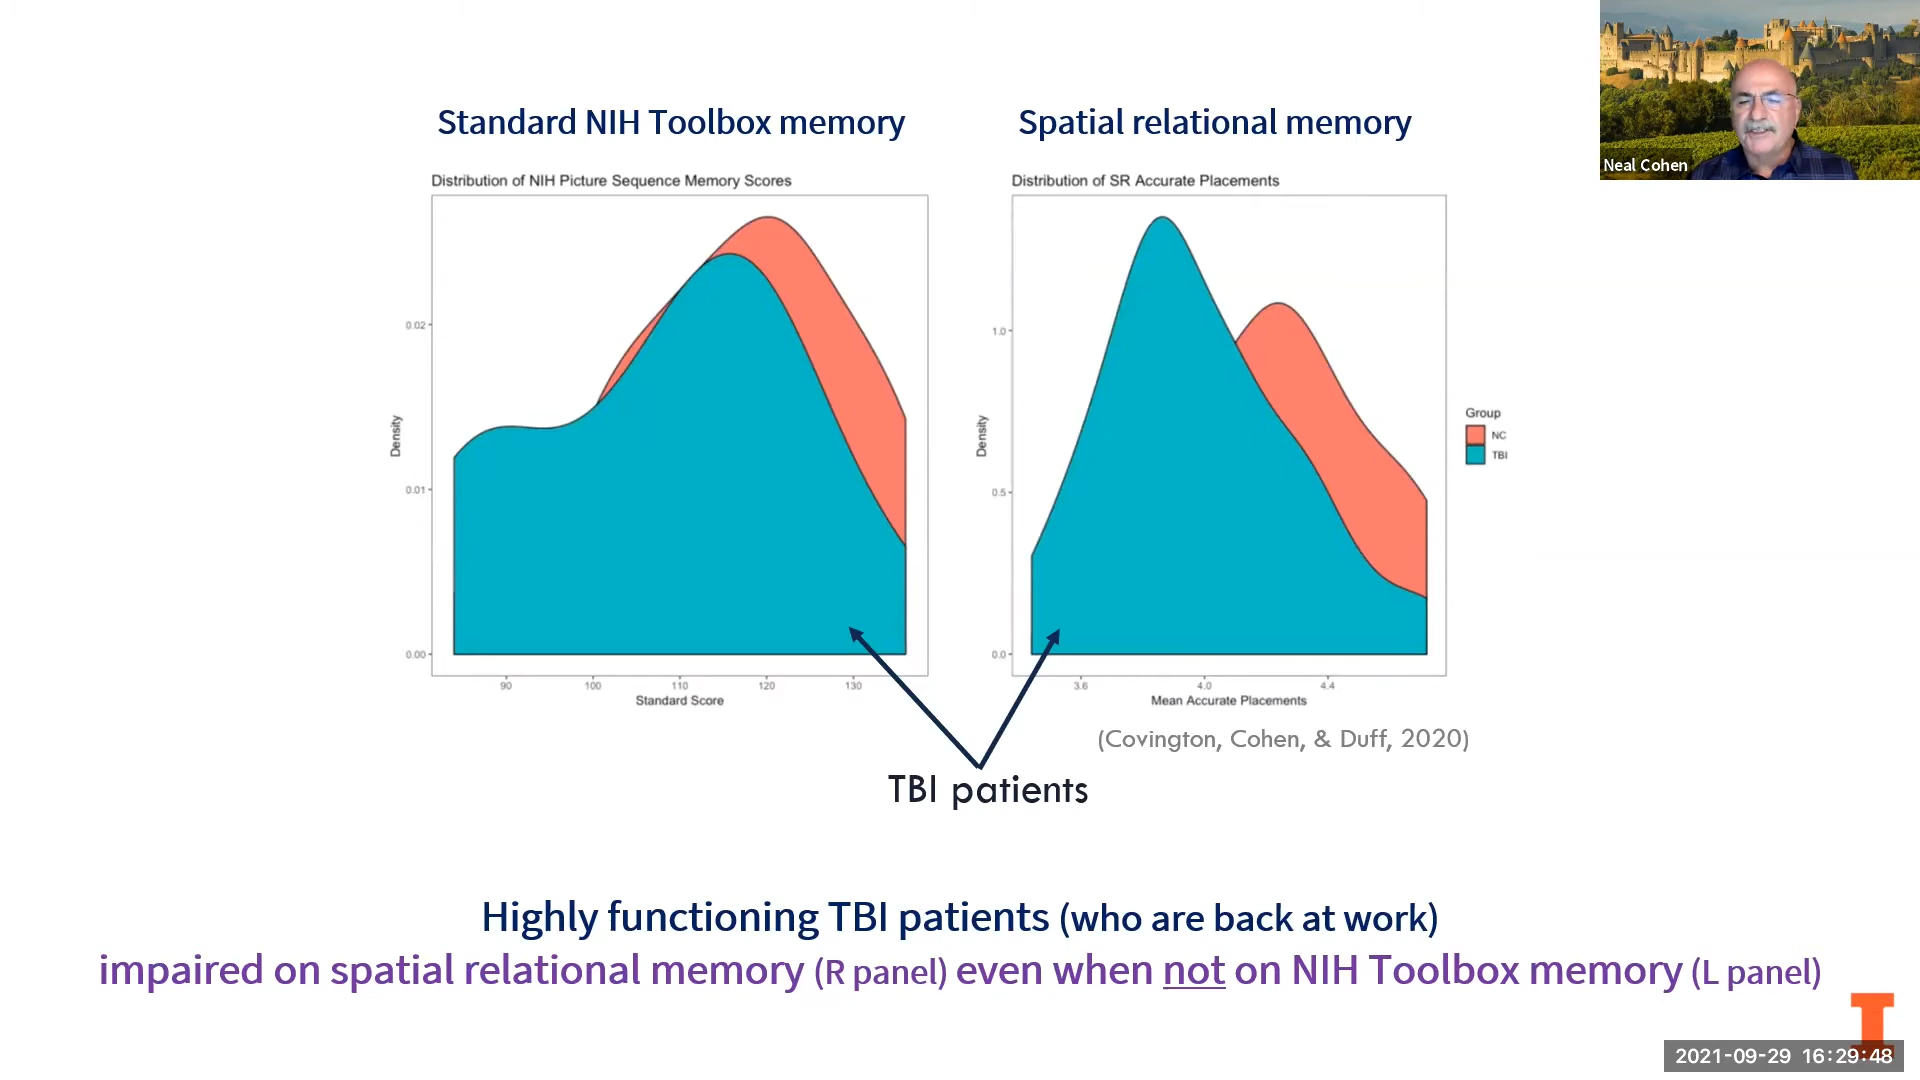 Neal Cohen
Standard NIH Toolbox memory
Distribution of NIH Picture Sequence Memory Scores
Density
0.02
0.01
0.00
90 100 110 120 130
Standard Score
Spatial relational memory
Distribution of SR Accurate Placements
Density
1.0
0.5
0.0
3.6 4.0 4.4
Mean Accurate Placements
Group
NC
TBI
(Covington, Cohen, & Duff, 2020)
TBI patients
Highly functioning TBI patients (who are back at work)
impaired on spatial relational memory (R panel) even when not on NIH Toolbox memory (L panel)
I
2021-09-29 16:29:48